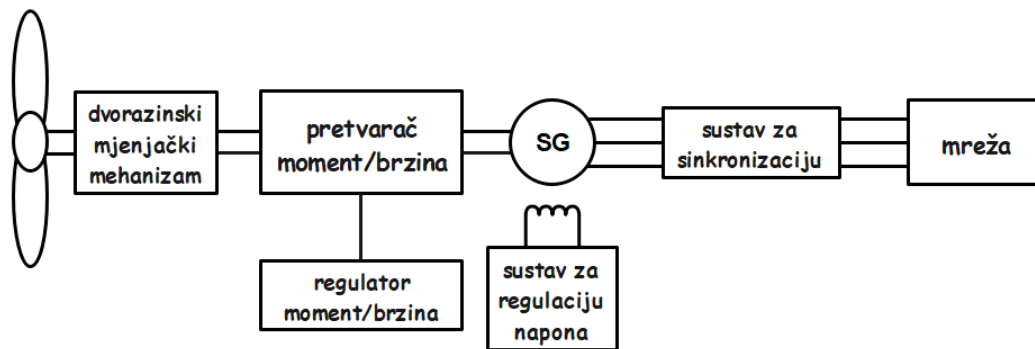 dvorazinski
mjenjački
mehanizam
pretvarač
moment/brzina
SG
sustav za
sinkronizaciju
mreža
regulator
moment/brzina
sustav za
regulaciju
napona